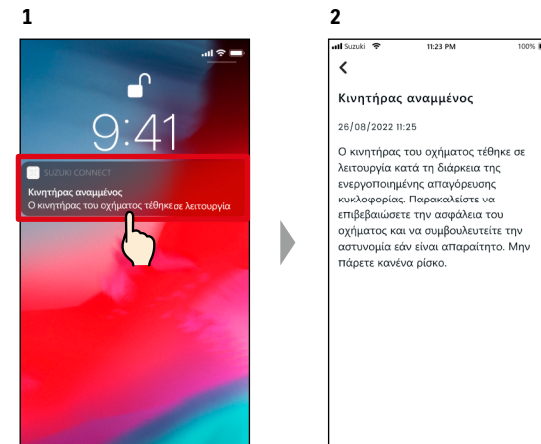 1
9:41
SUZUKI CONNECT
Κινητήρας αναμμένος
Ο κινητήρας του οχήματος τέθηκε σε λειτουργία
2
Suzuki 11:23 PM 100%
Κινητήρας αναμμένος
26/08/2022 11:25
Ο κινητήρας του οχήματος τέθηκε σε
λειτουργία κατά τη διάρκεια της
ενεργοποιημένης απαγόρευσης
κυκλοφορίας. Παρακαλείστε να
επιβεβαιώσετε την ασφάλεια του
οχήματος και να συμβουλευτείτε την
αστυνομία εάν είναι απαραίτητο. Μην
πάρετε κανένα ρίσκο.